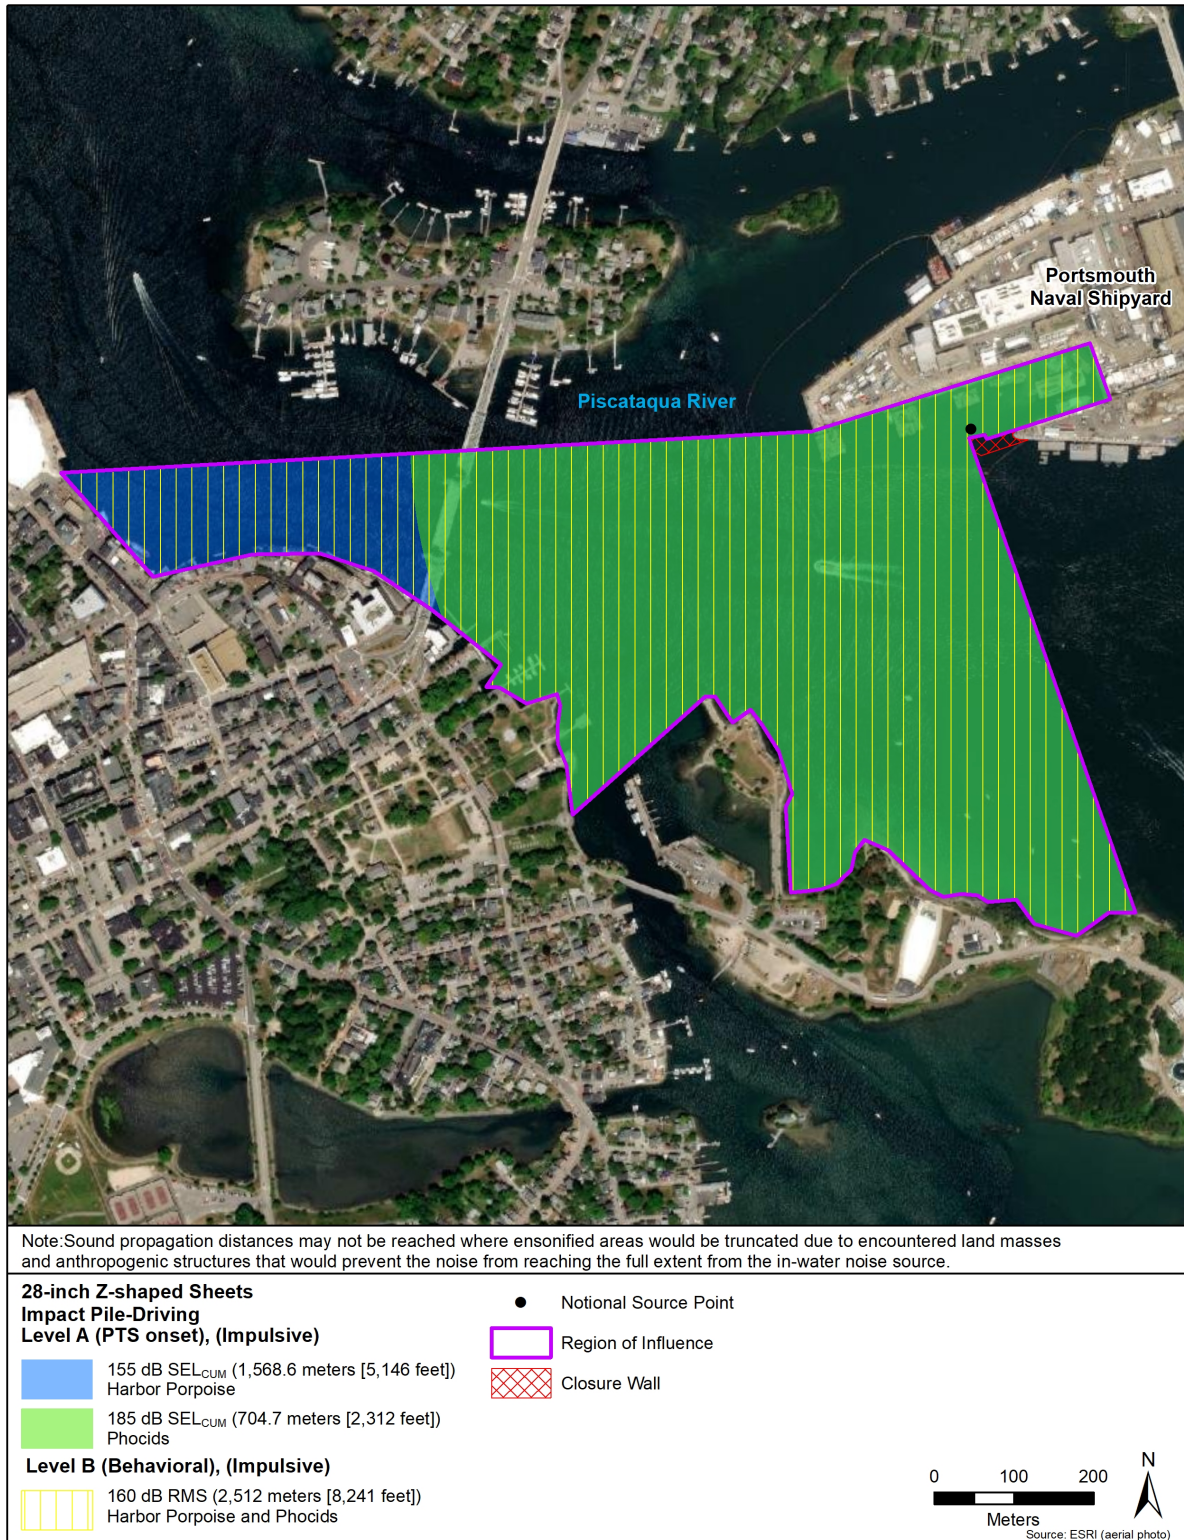 Portsmouth
Naval Shipyard
Piscataqua River
Note:Sound propagation distances may not be reached where ensonified areas would be truncated due to encountered land masses
and anthropogenic structures that would prevent the noise from reaching the full extent from the in-water noise source.
28-inch Z-shaped Sheets
Impact Pile-Driving
Level A (PTS onset), (Impulsive)
155 dB SELCUM (1,568.6 meters [5,146 feet])
Harbor Porpoise
185 dB SELCUM (704.7 meters [2,312 feet])
Phocids
Level B (Behavioral), (Impulsive)
160 dB RMS (2,512 meters [8,241 feet])
Harbor Porpoise and Phocids
Notional Source Point
Region of Influence
Closure Wall
0 100 200
Meters
N
Source: ESRI (aerial photo)